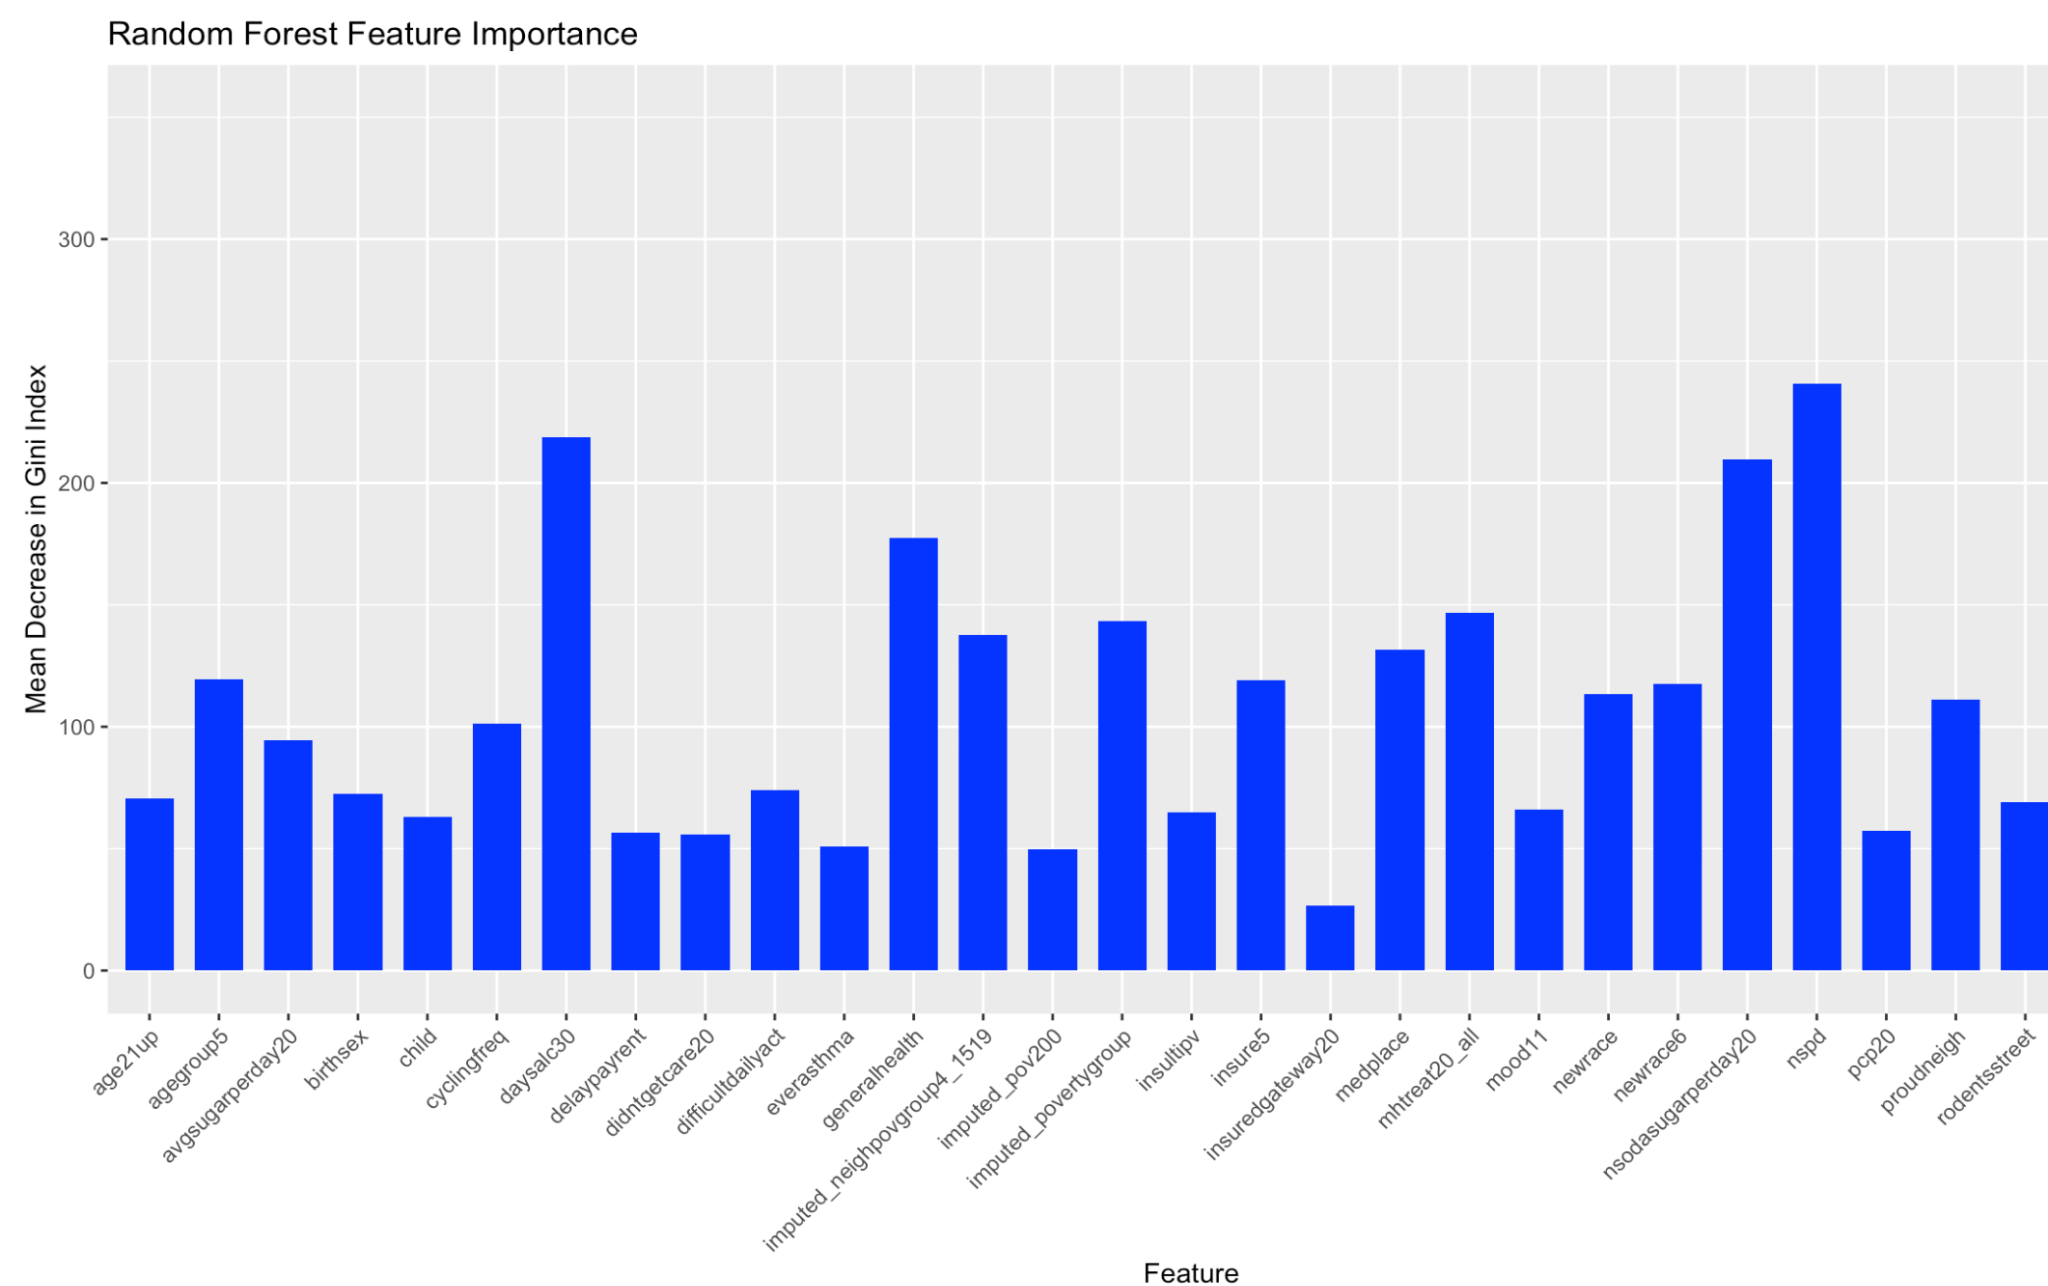 Random Forest Feature Importance
Mean Decrease in Gini Index
300
200
100
0
age21up
agegroup5
avgsugarperday20
birthsex
child
cyclingfreq
daysalc30
delaypayrent
didntgetcare20
difficultdailyact
everasthma
generalhealth
imputed_neighpovgroup4_1519
imputed_pov200
imputed_povertygroup
insultipv
insure5
insuredgateway20
medplace
mhtreat20_all
mood11
newrace
newrace6
nsodasugarperday20
nspd
pcp20
proudneigh
rodentsstreet
Feature